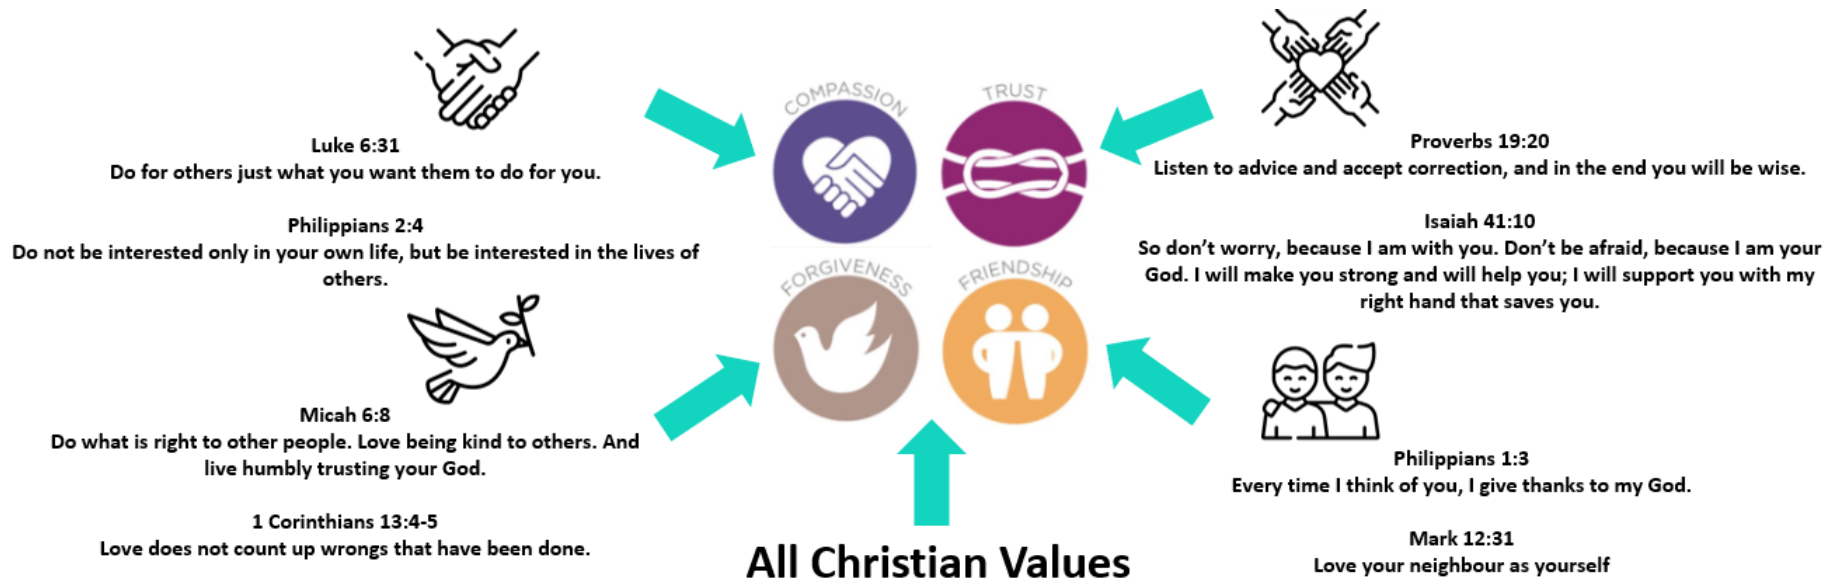 Luke 6:31
Do for others just what you want them to do for you.
Philippians 2:4
Do not be interested only in your own life, but be interested in the lives of
others.
Micah 6:8
Do what is right to other people. Love being kind to others. And
live humbly trusting your God.
1 Corinthians 13:4-5
Love does not count up wrongs that have been done.
COMPASSION
TRUST
FORGIVENESS
FRIENDSHIP
All Christian Values
Proverbs 19:20
Listen to advice and accept correction, and in the end you will be wise.
Isaiah 41:10
So don’t worry, because I am with you. Don’t be afraid, because I am your
God. I will make you strong and will help you; I will support you with my
right hand that saves you.
Philippians 1:3
Every time I think of you, I give thanks to my God.
Mark 12:31
Love your neighbour as yourself